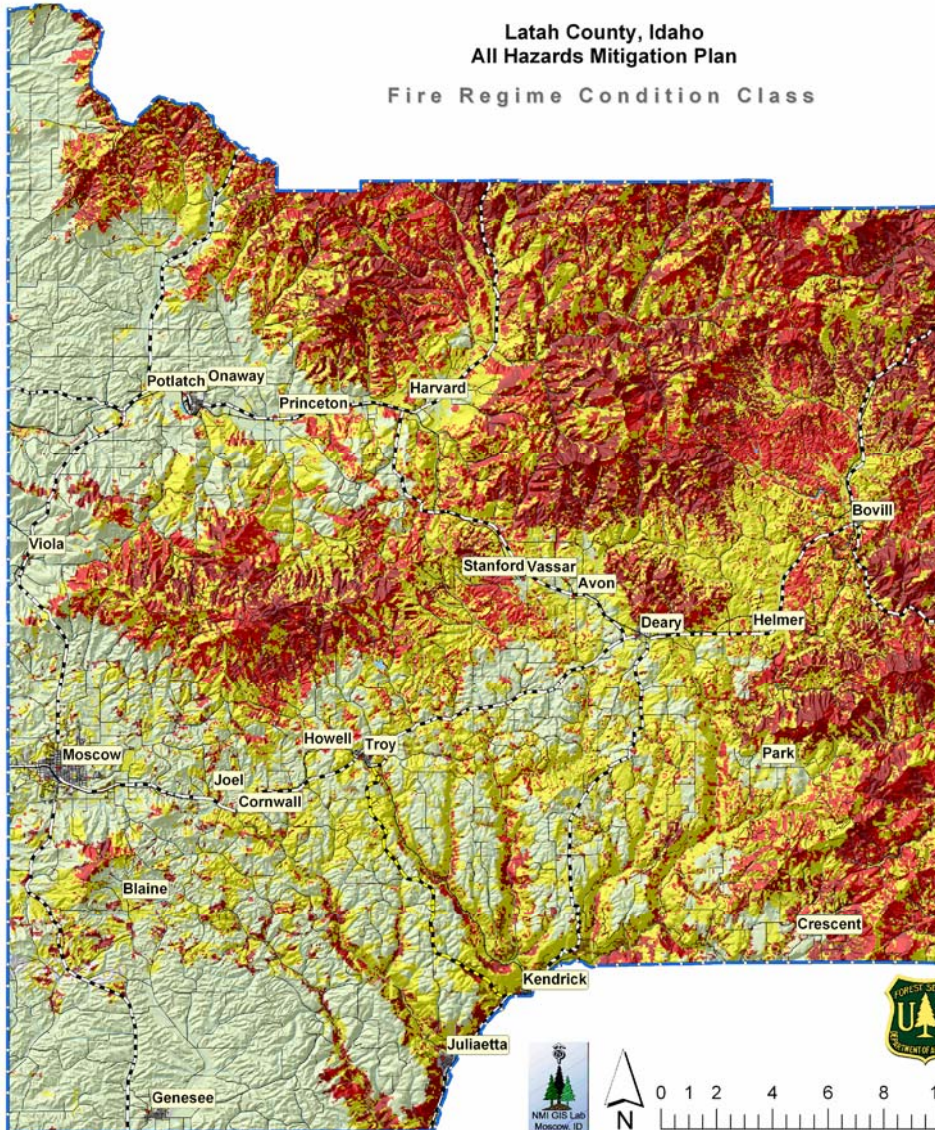 Latah County, Idaho
All Hazards Mitigation Plan
Fire Regime Condition Class
Potlatch
Onaway
Princeton
Harvard
Viola
Bovill
Stanford
Vassar
Avon
Deary
Helmer
Howell
Troy
Park
Moscow
Joel
Cornwall
Blaine
Crescent
Kendrick
Juliaetta
Genesee
NMI GIS Lab
Moscow, ID
N
0 2 4 6 8
FOREST
U